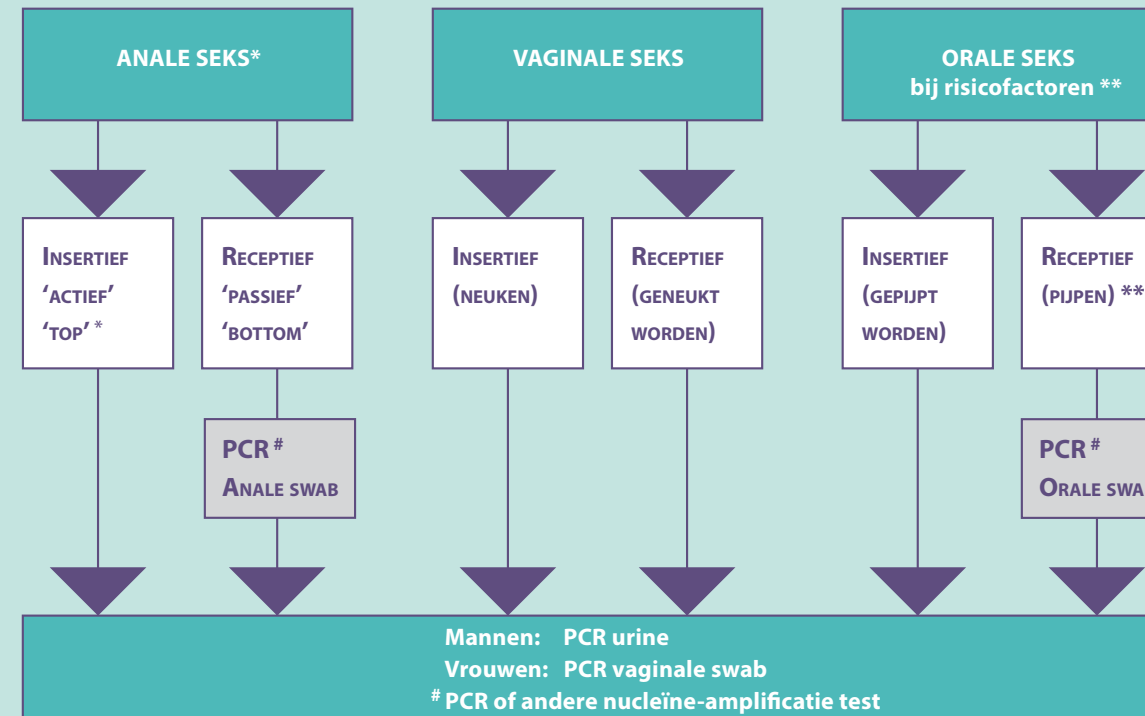 ANALE SEKS*
VAGINALE SEKS
ORALE SEKS
bij risicofactoren **
INSERTIEF
‘ACTIEF’
‘TOP’ *
RECEPTIEF
‘PASSIEF’
‘BOTTOM’
INSERTIEF
(NEUKEN)
RECEPTIEF
(GENEUKT
WORDEN)
INSERTIEF
(GEPIJPT
WORDEN)
RECEPTIEF
(PIJPEN) **
PCR #
ANALE SWAB
PCR #
ORALE SWA
Mannen: PCR urine
Vrouwen: PCR vaginale swab
# PCR of andere nucleïne-amplificatie test